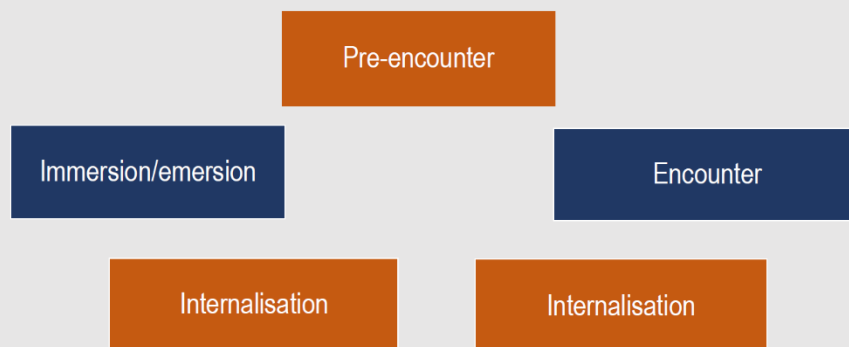 Pre-encounter
Immersion/emersion
Encounter
Internalisation
Internalisation